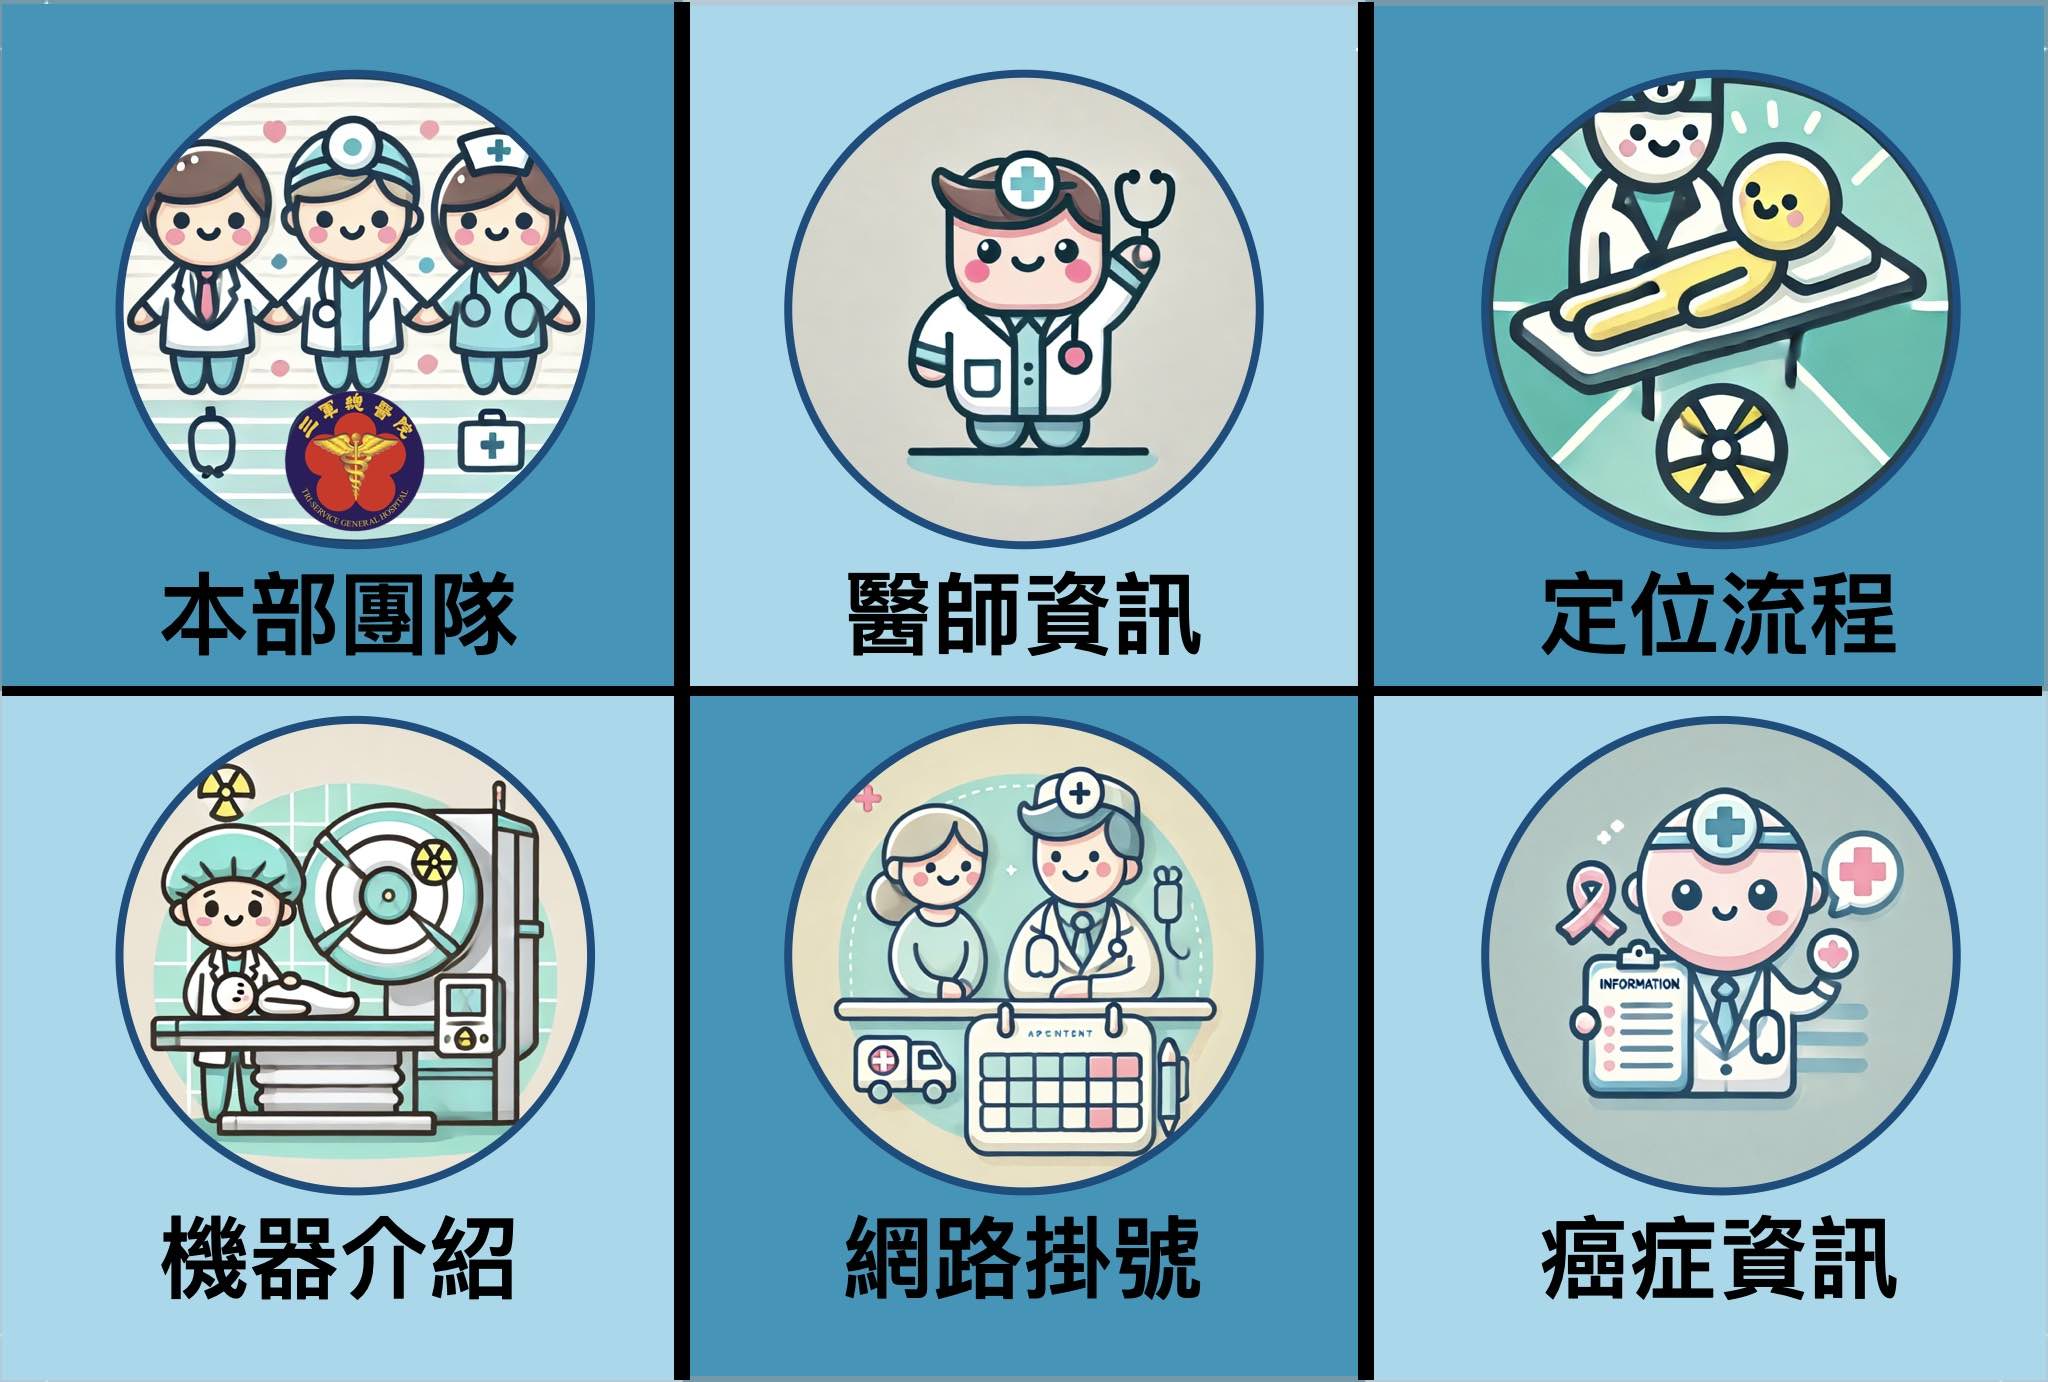 三軍總醫院
TRI-SERVICE GENERAL HOSPITAL
本部團隊
醫師資訊
定位流程
機器介紹
APCNTCNT
網路掛號
INFORMATION
癌症資訊